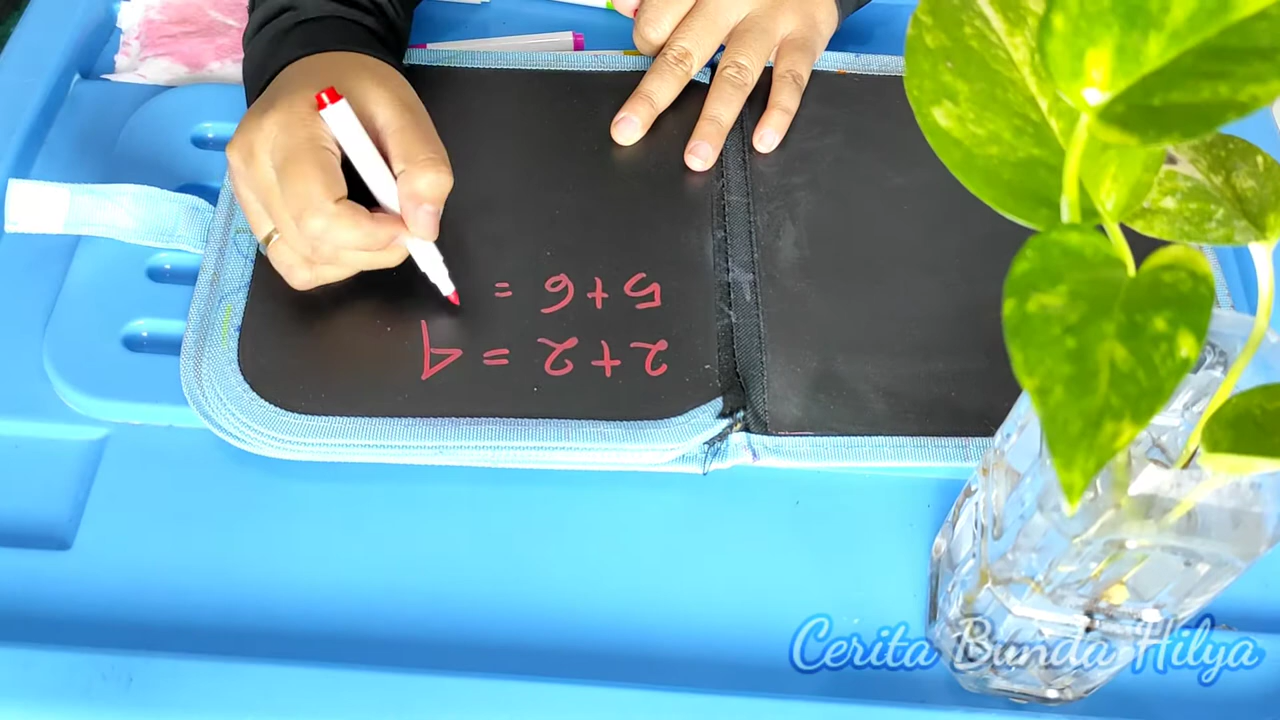 2+2 = 4
5+6 =
Cerita Bunda Hilya